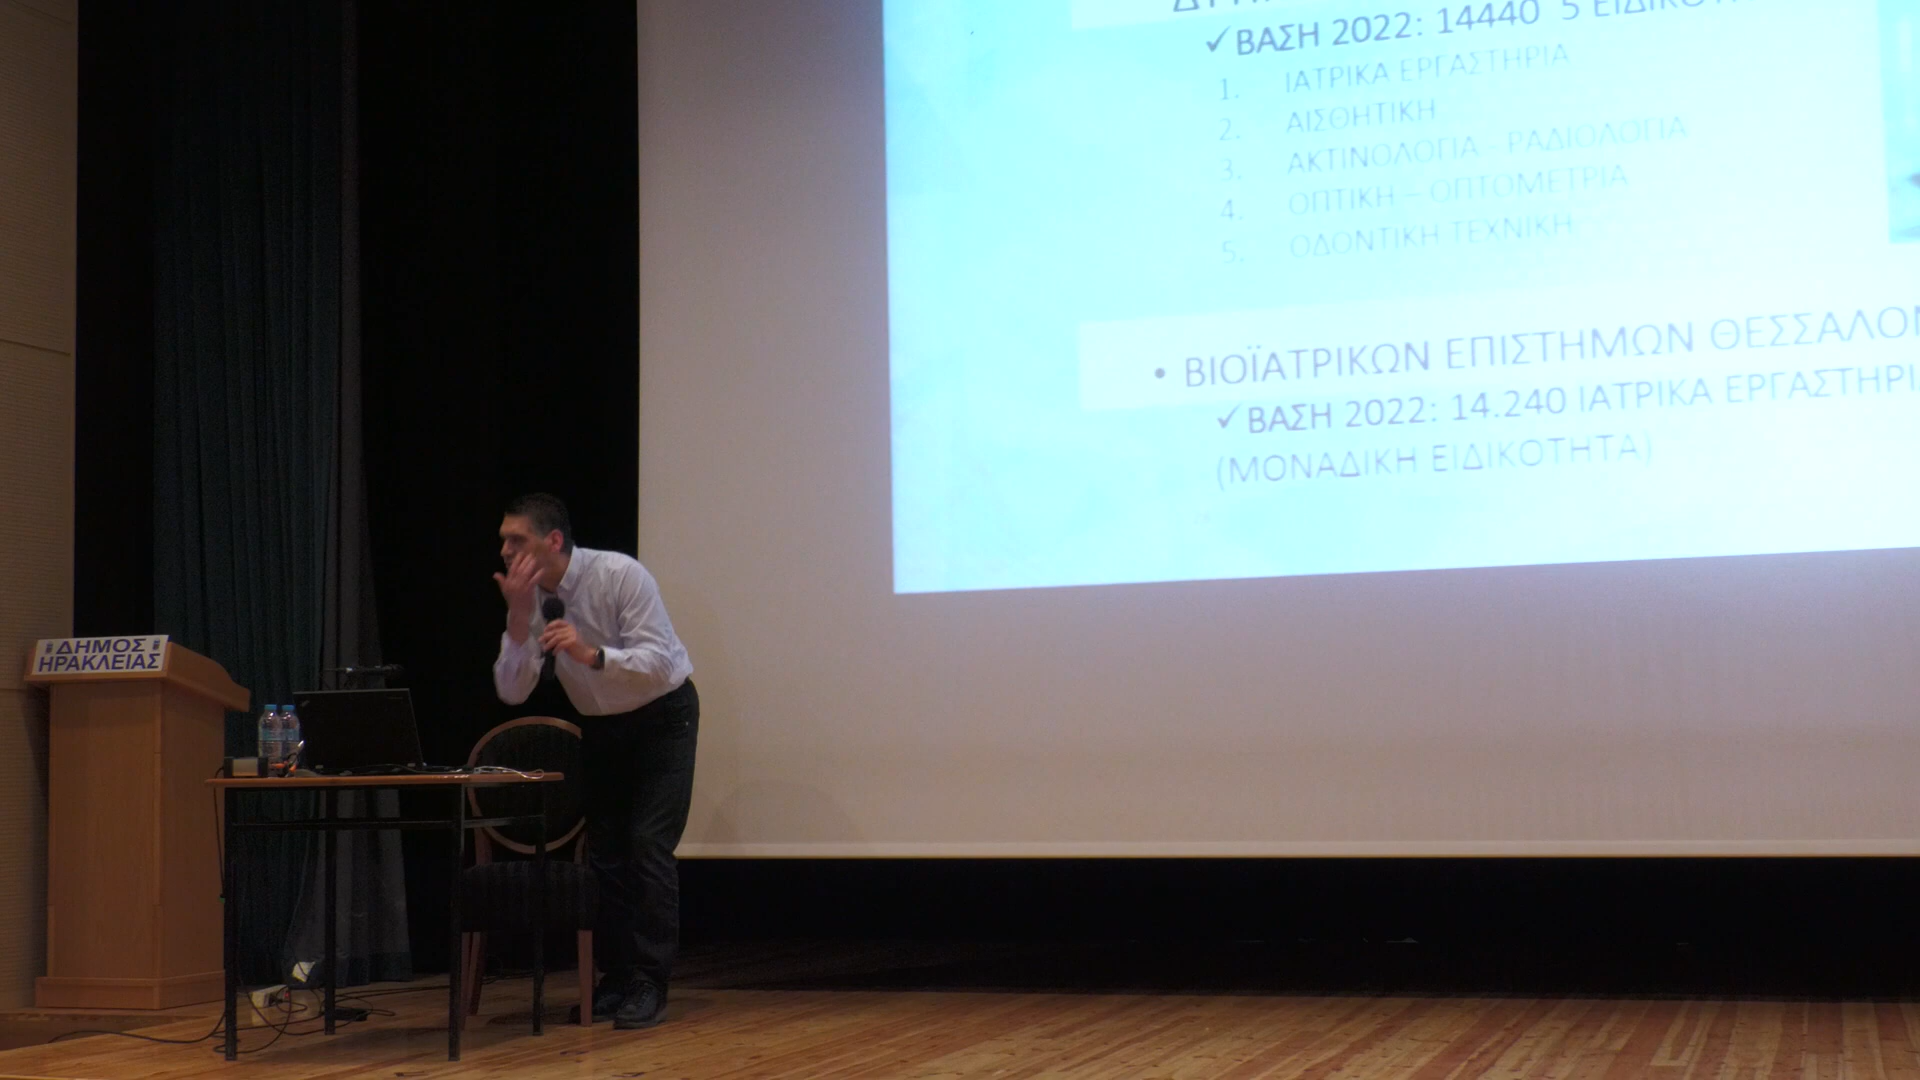 ΒΑΣΗ 2022: 14440 5
1. ΙΑΤΡΙΚΑ ΕΡΓΑΣΤΗΡΙΑ
2. ΑΙΣΘΗΤΙΚΗ
3. ΑΚΤΙΝΟΛΟΓΙΑ - ΡΑΔΙΟΛΟΓΙΑ
4. ΟΠΤΙΚΗ – ΟΠΤΟΜΕΤΡΙΑ
5. ΟΔΟΝΤΙΚΗ ΤΕΧΝΙΚΗ
• ΒΙΟΪΑΤΡΙΚΩΝ ΕΠΙΣΤΗΜΩΝ
ΒΑΣΗ 2022: 14.240 ΙΑΤΡΙΚΑ
(ΜΟΝΑΔΙΚΗ ΕΙΔΙΚΟΤΗΤΑ)
ΔΗΜΟΣ
ΗΡΑΚΛΕΙΑΣ